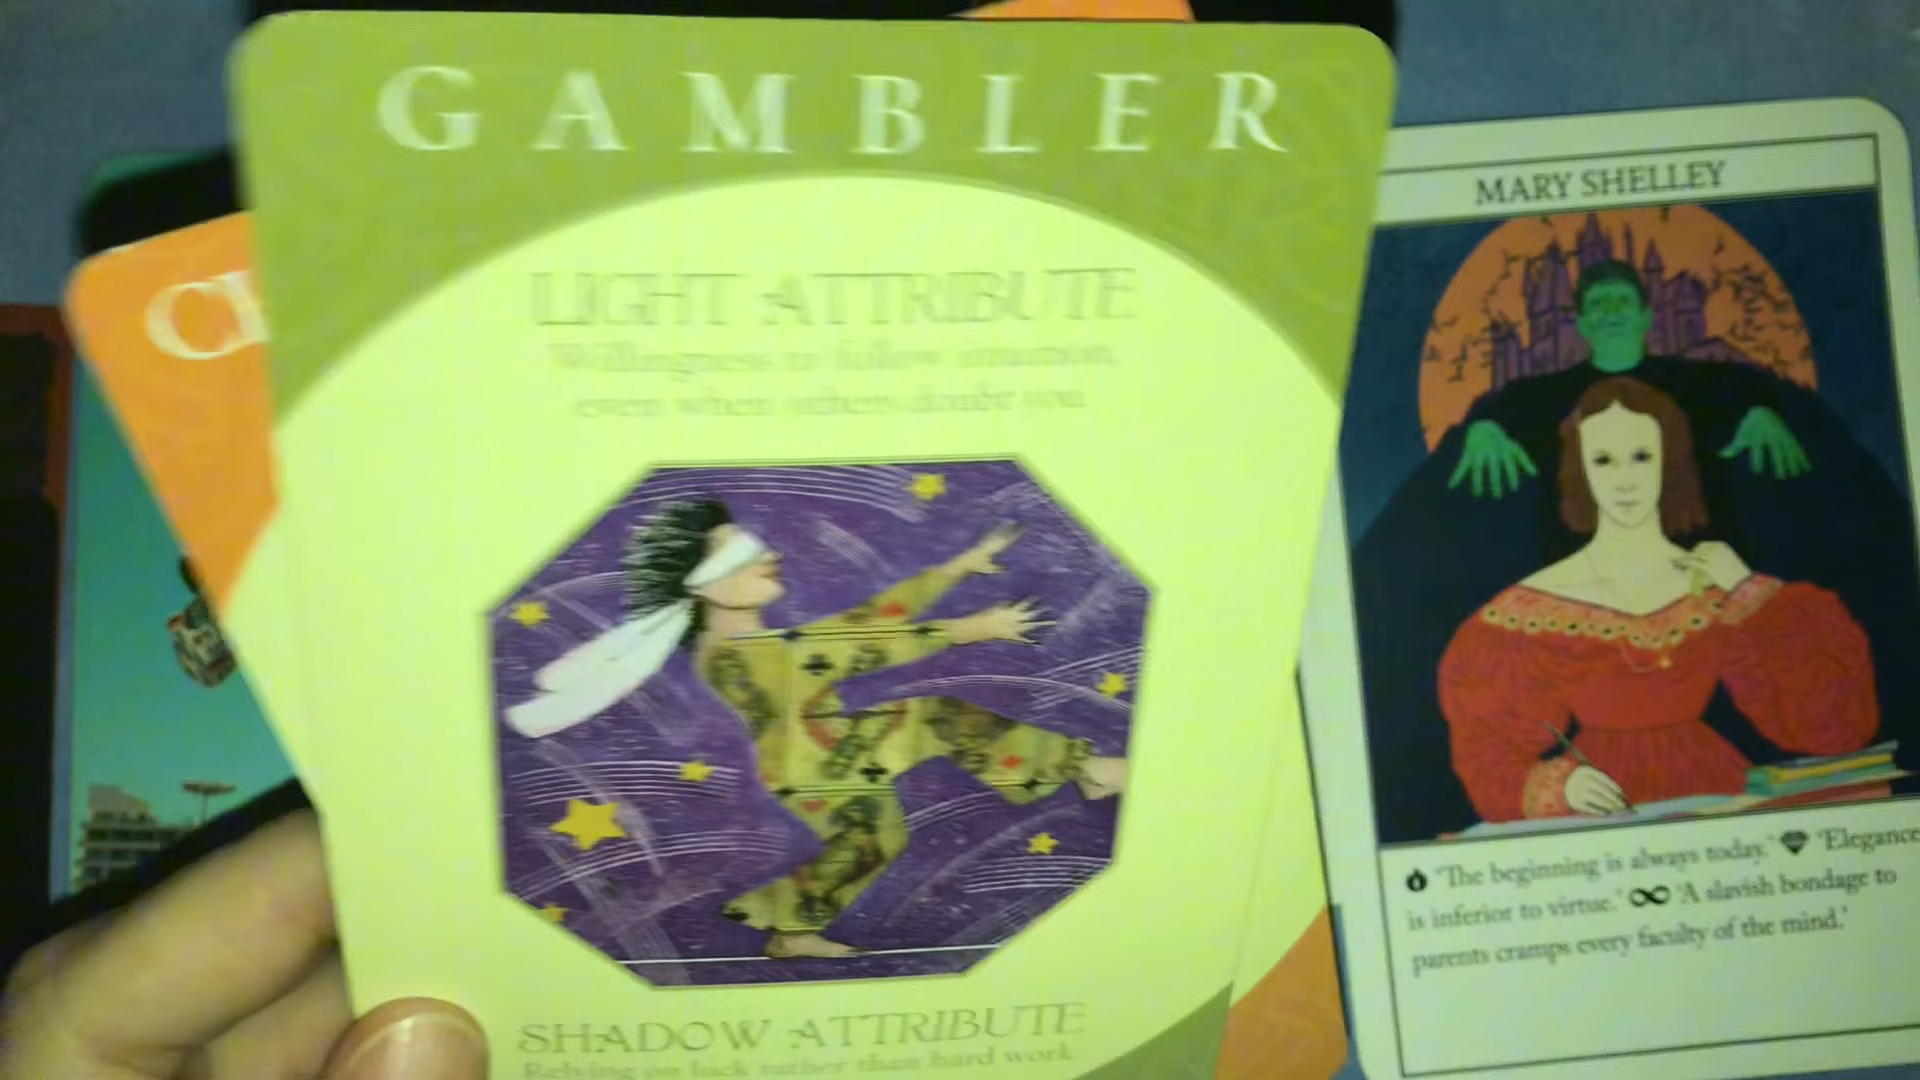 GAMBLER
LIGHT ATTRIBUTE
Willingness to follow intuition,
even when others doubt you
SHADOW ATTRIBUTE
Relying on luck rather than hard work
MARY SHELLEY
'The beginning is always today.' 'Elegance
is inferior to virtue.' 'A slavish bondage to
parents cramps every faculty of the mind.'